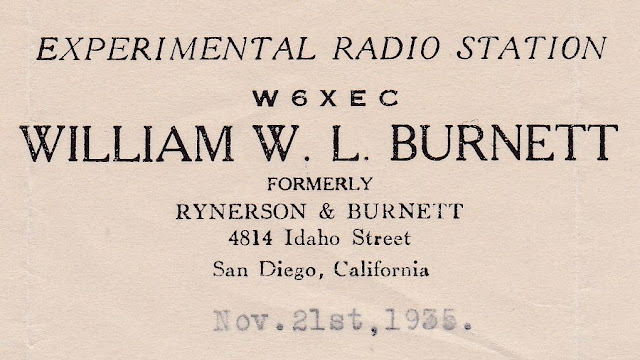 EXPERIMENTAL RADIO STATION
W6XEC
WILLIAM W. L. BURNETT
FORMERLY
RYNERSON & BURNETT
4814 Idaho Street
San Diego, California
Nov.21st,1935.